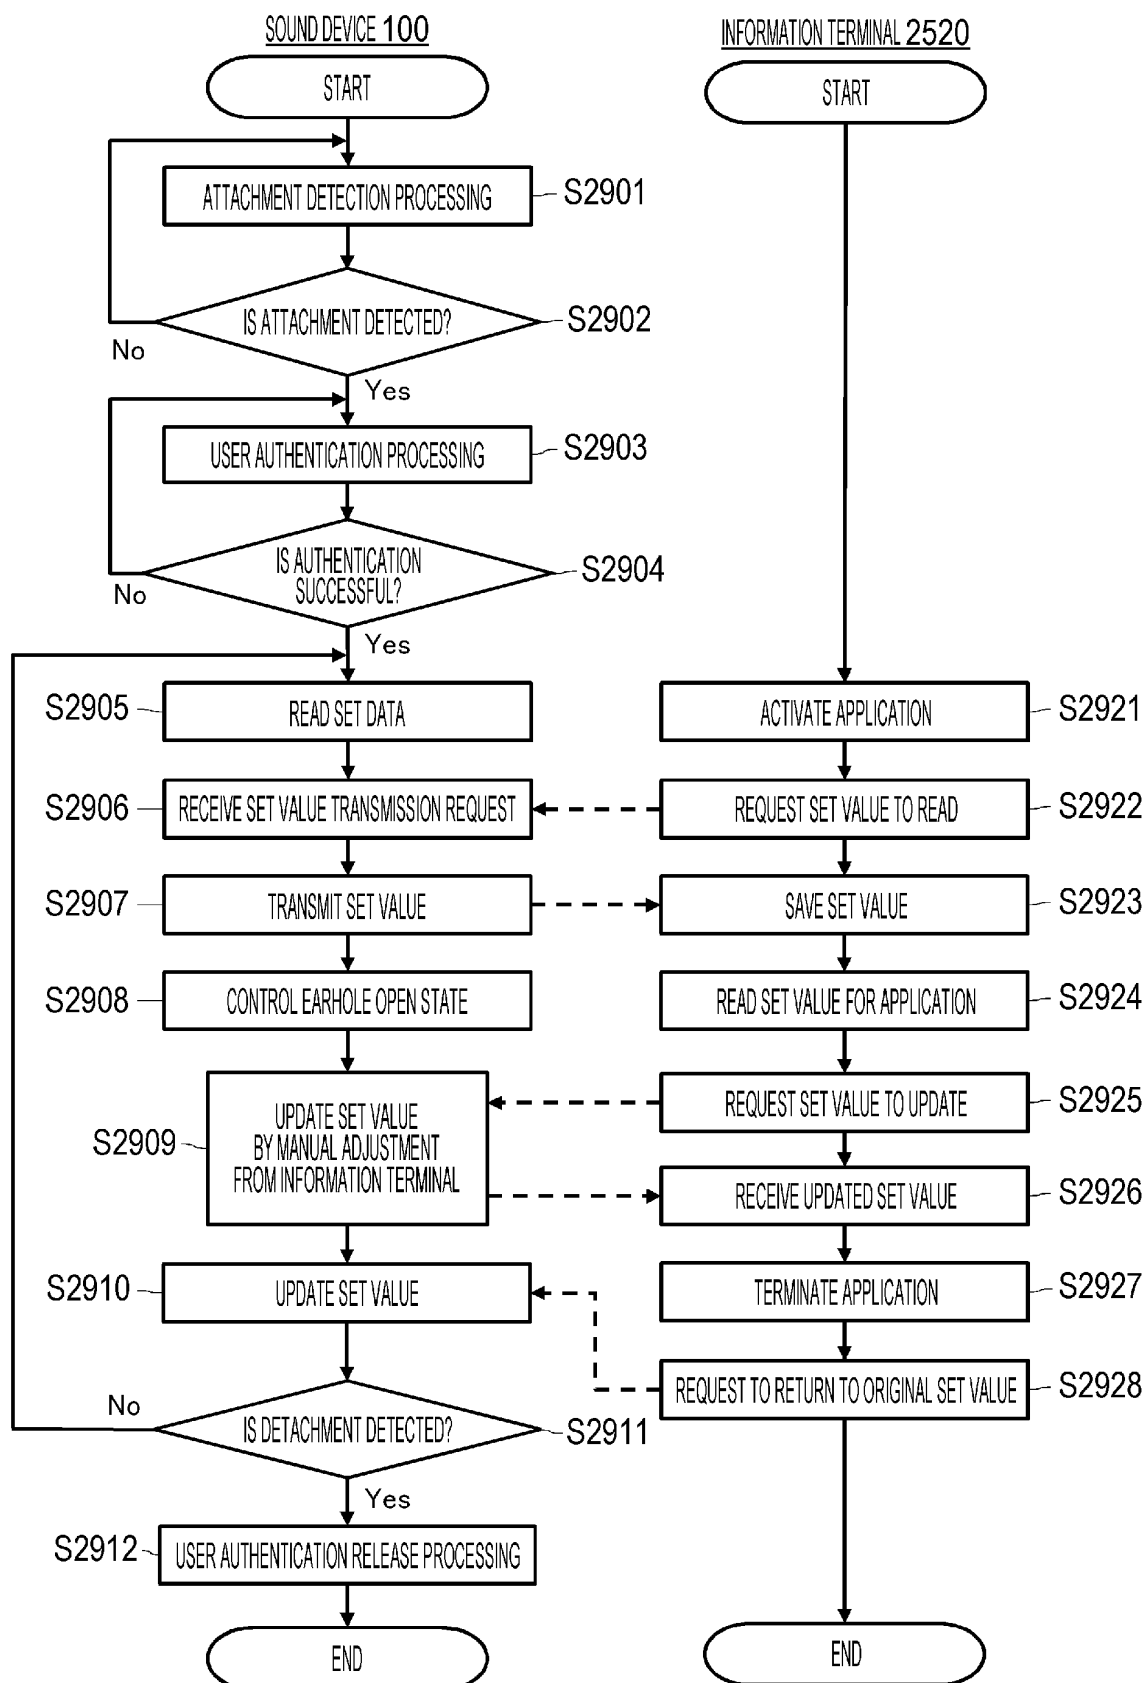 SOUND DEVICE 100
START
ATTACHMENT DETECTION PROCESSING
S2901
IS ATTACHMENT DETECTED?
S2902
No
Yes
USER AUTHENTICATION PROCESSING
S2903
IS AUTHENTICATION
SUCCESSFUL?
S2904
No
Yes
S2905
READ SET DATA
S2906
RECEIVE SET VALUE TRANSMISSION REQUEST
S2907
TRANSMIT SET VALUE
S2908
CONTROL EARHOLE OPEN STATE
S2909
UPDATE SET VALUE
BY MANUAL ADJUSTMENT
FROM INFORMATION TERMINAL
S2910
UPDATE SET VALUE
No
IS DETACHMENT DETECTED?
S2911
Yes
S2912
USER AUTHENTICATION RELEASE PROCESSING
END
INFORMATION TERMINAL 2520
START
ACTIVATE APPLICATION
S2921
REQUEST SET VALUE TO READ
S2922
SAVE SET VALUE
S2923
READ SET VALUE FOR APPLICATION
S2924
REQUEST SET VALUE TO UPDATE
S2925
RECEIVE UPDATED SET VALUE
S2926
TERMINATE APPLICATION
S2927
REQUEST TO RETURN TO ORIGINAL SET VALUE
S2928
END